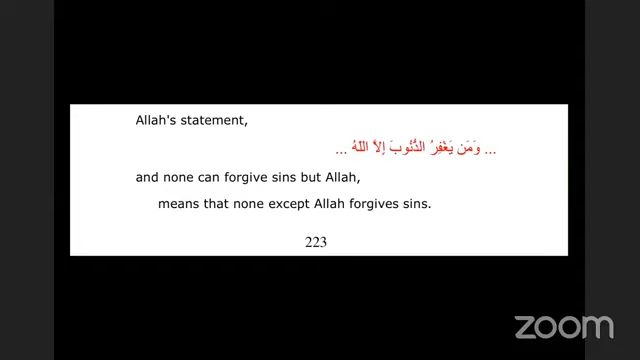 Allah's statement,
... وَمَن يَغْفِرُ الذُّنُوبَ إِلاَّ اللّهُ ...
and none can forgive sins but Allah,
means that none except Allah forgives sins.
223
zoom